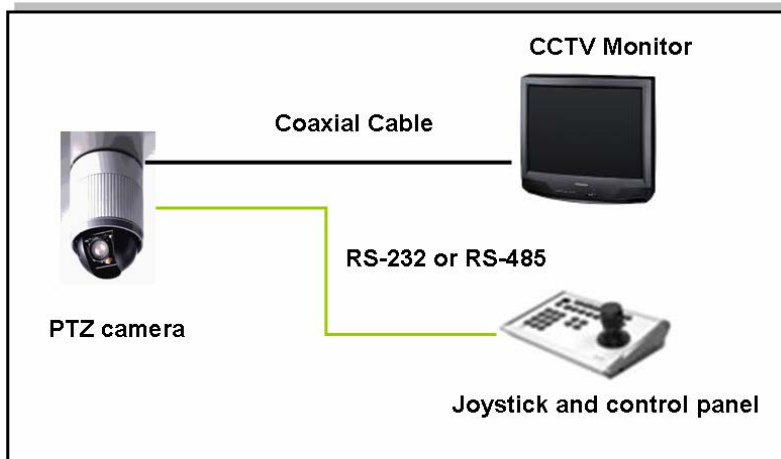 CCTV Monitor
Coaxial Cable
RS-232 or RS-485
PTZ camera
Joystick and control panel